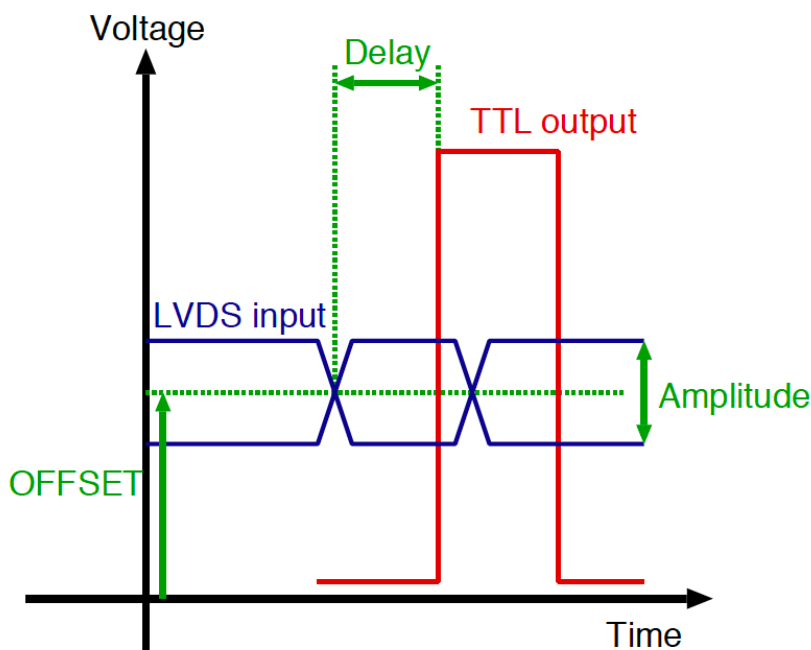 Voltage
Delay
TTL output
LVDS input
Amplitude
OFFSET
Time